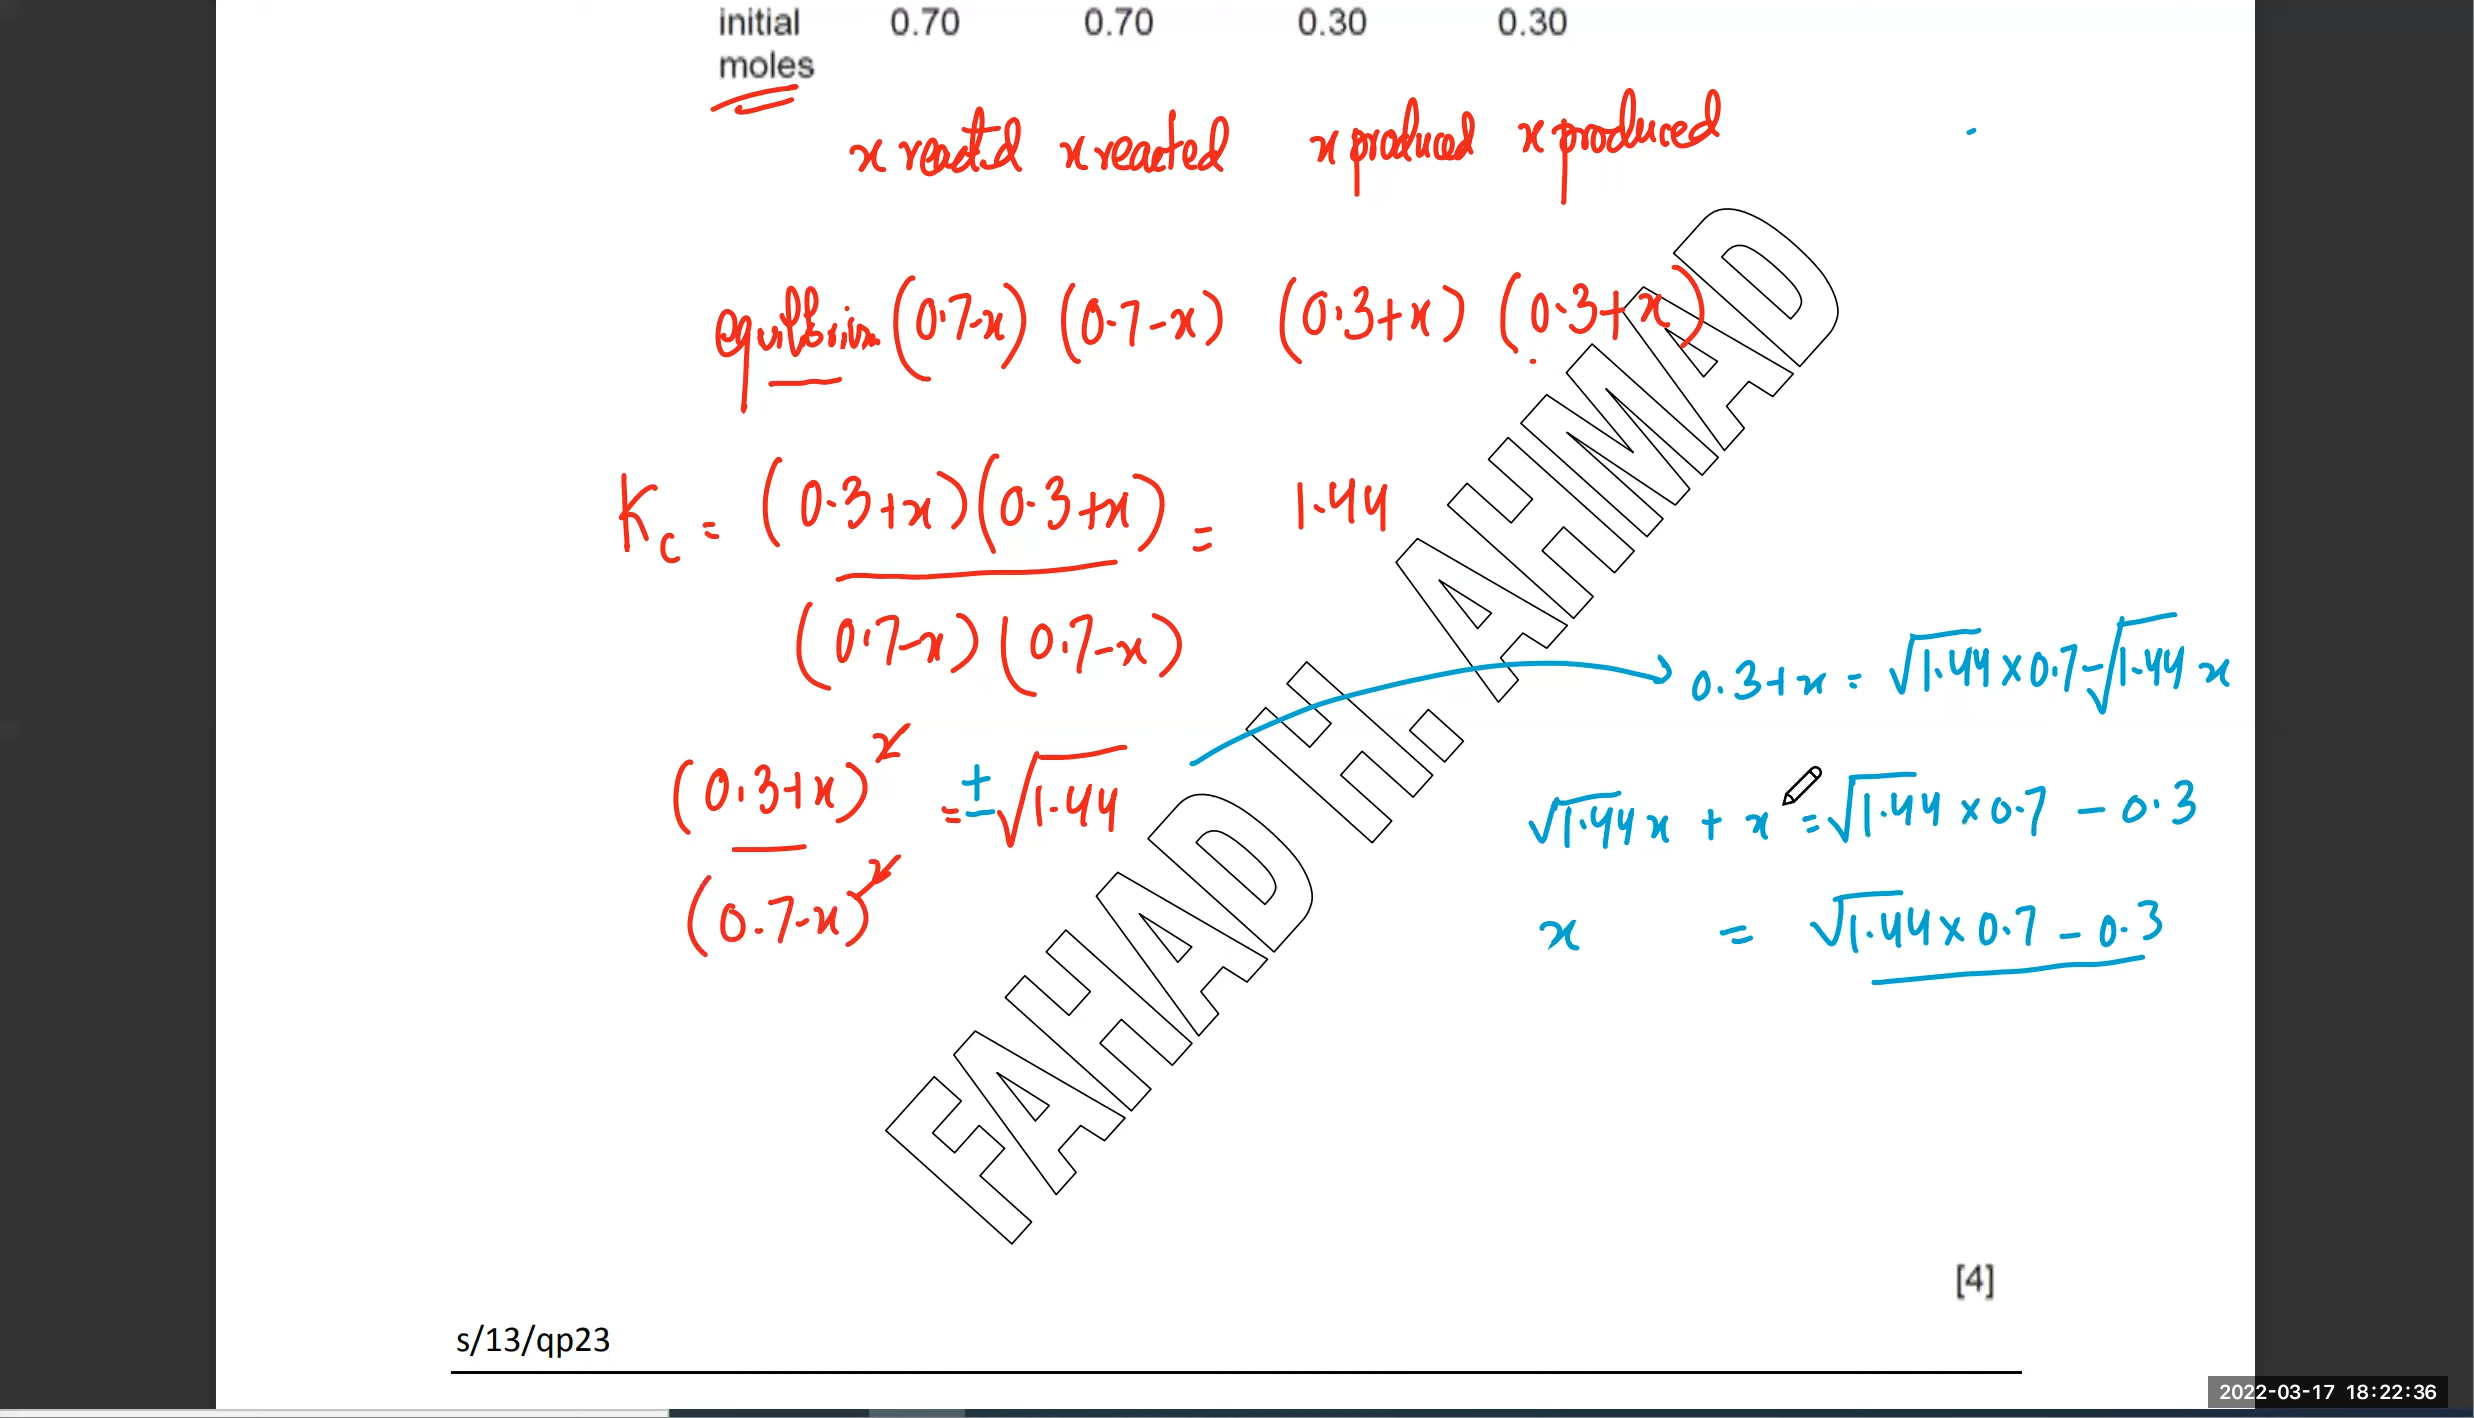 initial 0.70 0.70 0.30 0.30
moles
x reactd x reacted x produced x produced
equilbrium (0.7-x) (0.7-x) (0.3+x) (0.3+x)
Kc = (0.3+x)(0.3+x) = 1.44
(0.7-x)(0.7-x)
0.3+x = √1.44 × 0.7 - √1.44 x
(0.3+x)² = ±√1.44
(0.7-x)²
√1.44 x + x = √1.44 × 0.7 - 0.3
x = √1.44 × 0.7 - 0.3
FAHAD H. AHMAD
[4]
s/13/qp23
2022-03-17 18:22:36